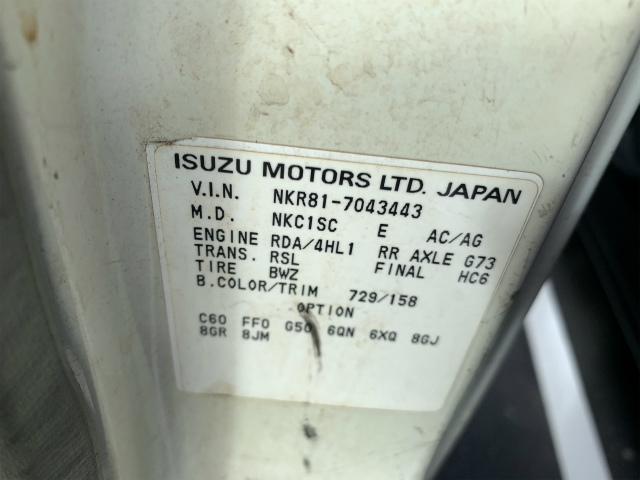 ISUZU MOTORS LTD. JAPAN
V.I.N. NKR81-7043443
M.D. NKC1SC E AC/AG
ENGINE RDA/4HL1 RR AXLE G73
TRANS. RSL FINAL HC6
TIRE BWZ
B.COLOR/TRIM 729/158
OPTION
C60 FF0 G50 6QN 6XQ 8GJ
8GR 8JM